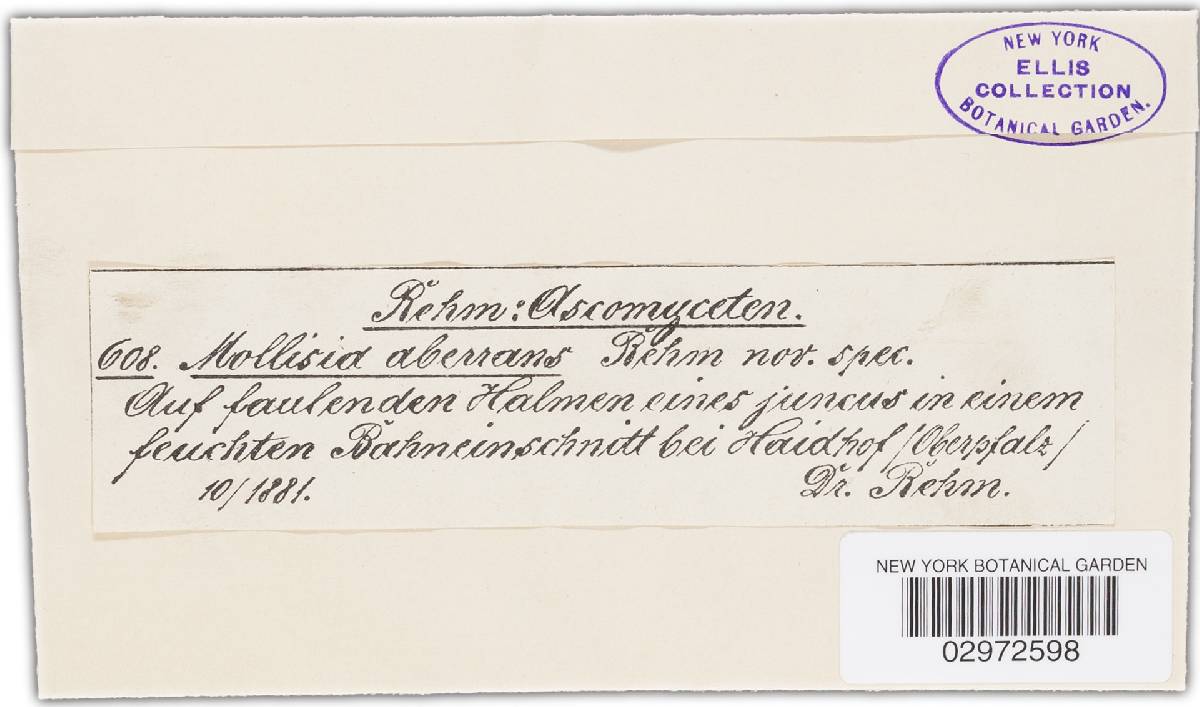 NEW YORK
ELLIS
COLLECTION
BOTANICAL GARDEN.
Rehm: Ascomyceten.
608. Mollisia aberrans Rehm nov. spec.
Auf faulenden Halmen eines juncus in einem
feuchten Bahneinschnitt bei Haidhof /Oberpfalz/
10/1881. Dr. Rehm.
NEW YORK BOTANICAL GARDEN
02972598